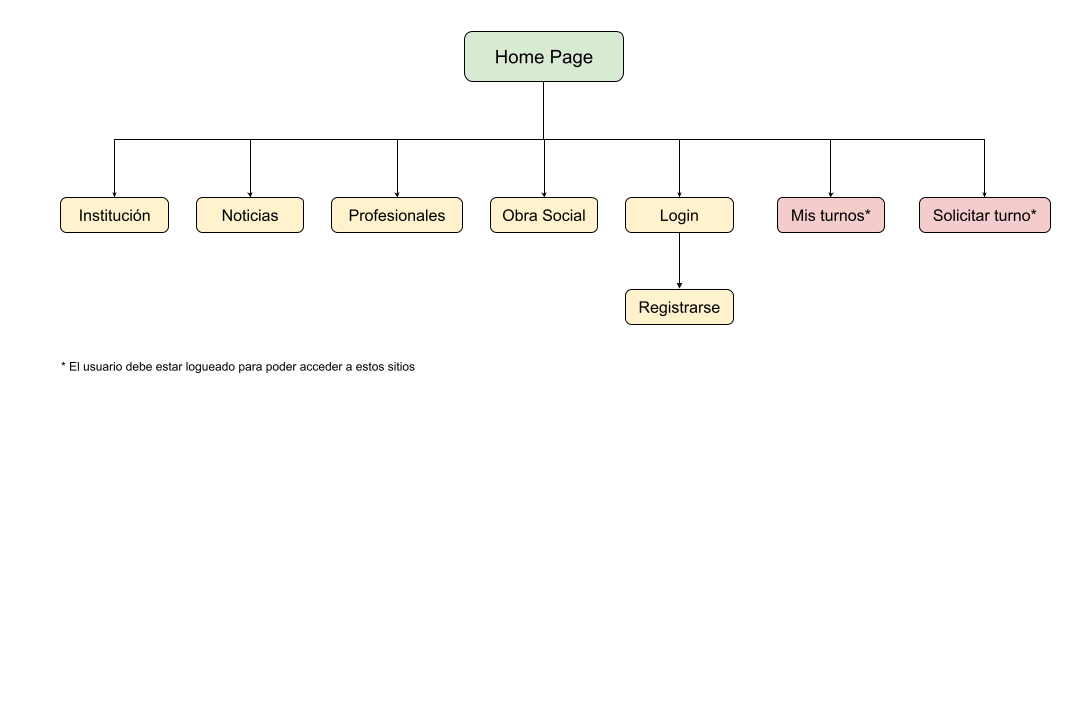 Home Page
Institución
Noticias
Profesionales
Obra Social
Login
Mis turnos*
Solicitar turno*
Registrarse
* El usuario debe estar logueado para poder acceder a estos sitios